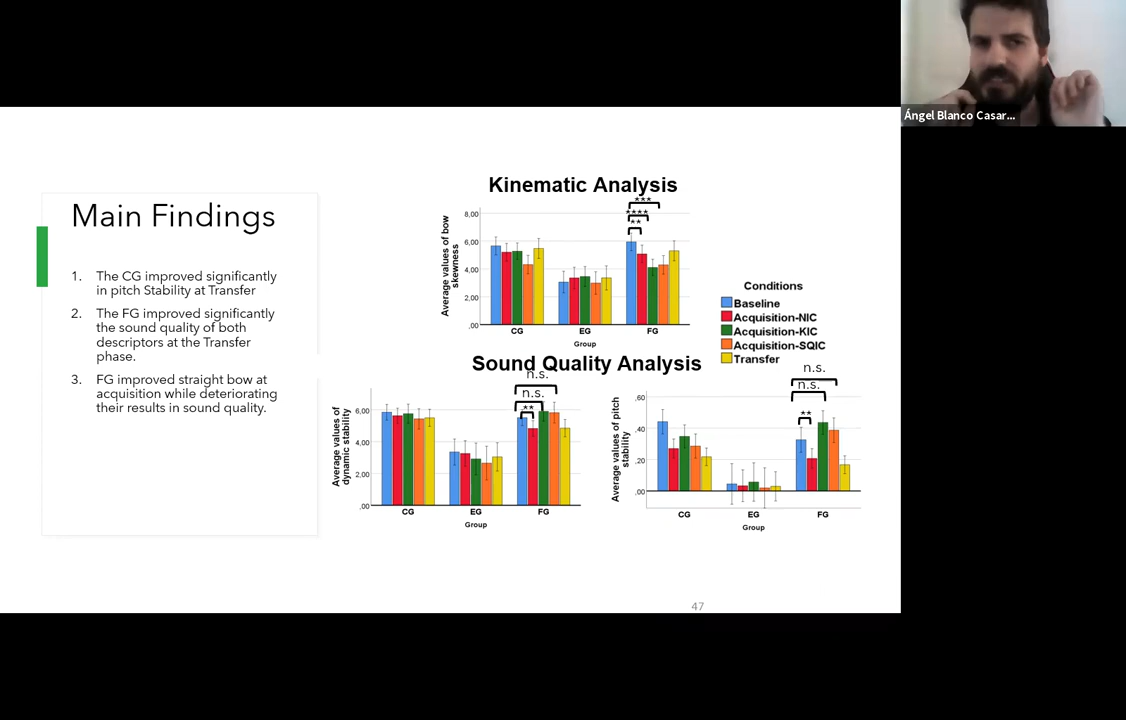 Ángel Blanco Casar...
Main Findings
1. The CG improved significantly
in pitch Stability at Transfer
2. The FG improved significantly
the sound quality of both
descriptors at the Transfer
phase.
3. FG improved straight bow at
acquisition while deteriorating
their results in sound quality.
Kinematic Analysis
***
****
**
Average values of bow
skewness
8,00
6,00
4,00
2,00
,00
CG EG FG
Group
Conditions
Baseline
Acquisition-NIC
Acquisition-KIC
Acquisition-SQIC
Transfer
Sound Quality Analysis
n.s.
n.s.
**
Average values of
dynamic stability
6,00
4,00
2,00
,00
CG EG FG
Group
n.s.
n.s.
**
Average values of pitch
stability
,60
,40
,20
,00
CG EG FG
Group
47